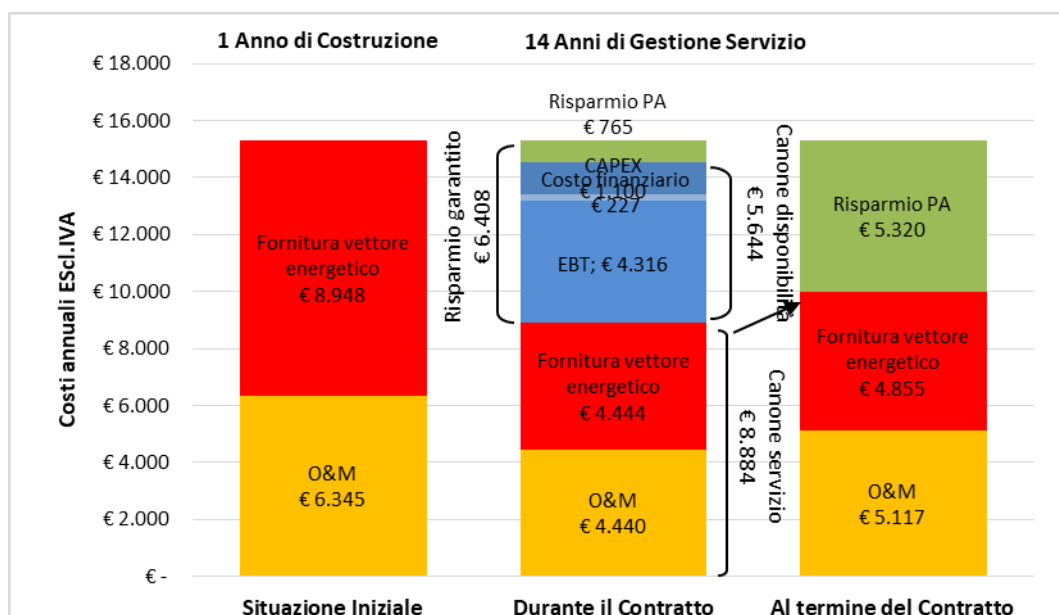 1 Anno di Costruzione
14 Anni di Gestione Servizio
Costi annuali EScl.IVA
€ 18.000
€ 16.000
€ 14.000
€ 12.000
€ 10.000
€ 8.000
€ 6.000
€ 4.000
€ 2.000
€ -
Fornitura vettore
energetico
€ 8.948
O&M
€ 6.345
Situazione Iniziale
Risparmio garantito
€ 6.408
Risparmio PA
€ 765
CAPEX
€ 1.100
Costo finanziario
€ 227
EBT; € 4.316
Fornitura vettore
energetico
€ 4.444
O&M
€ 4.440
Durante il Contratto
Canone disponibilità
€ 5.644
Canone servizio
€ 8.884
Risparmio PA
€ 5.320
Fornitura vettore
energetico
€ 4.855
O&M
€ 5.117
Al termine del Contratto